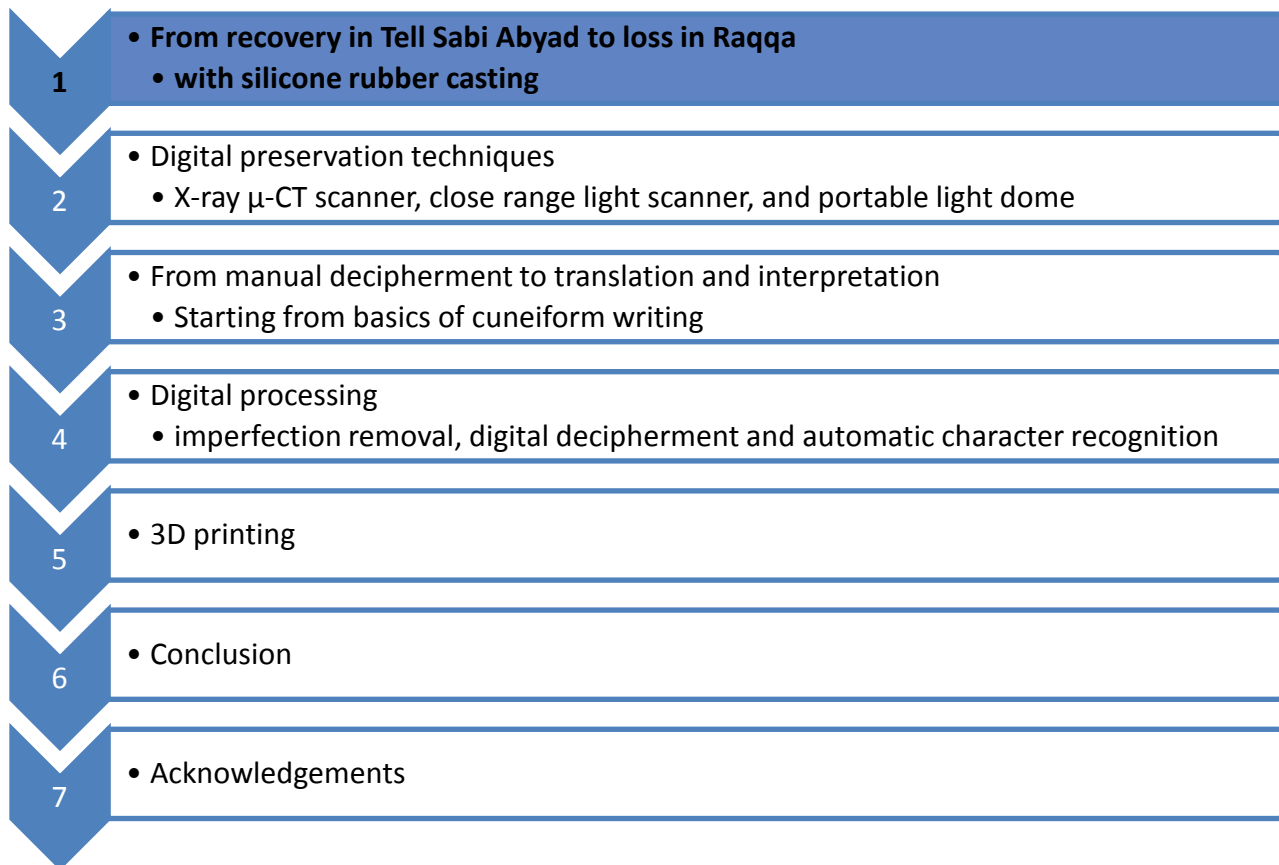 1
• From recovery in Tell Sabi Abyad to loss in Raqqa
• with silicone rubber casting
2
• Digital preservation techniques
• X-ray µ-CT scanner, close range light scanner, and portable light dome
3
• From manual decipherment to translation and interpretation
• Starting from basics of cuneiform writing
4
• Digital processing
• imperfection removal, digital decipherment and automatic character recognition
5
• 3D printing
6
• Conclusion
7
• Acknowledgements